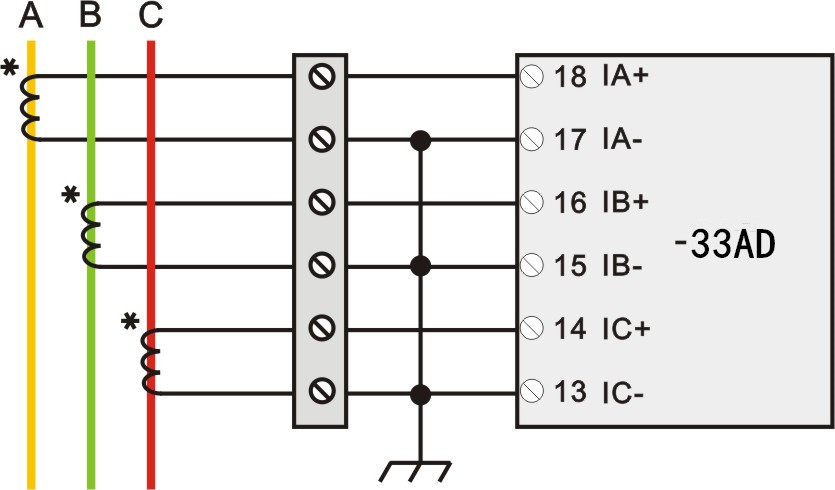 A B C
*
18 IA+
17 IA-
*
16 IB+
-33AD
15 IB-
*
14 IC+
13 IC-